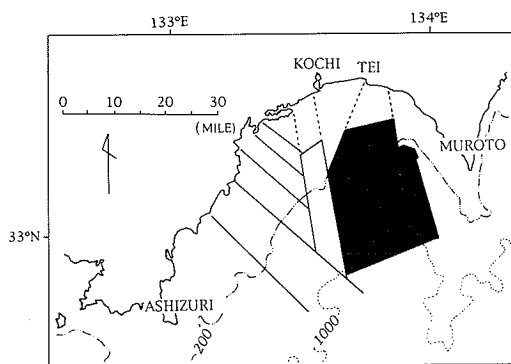 133°E
134°E
KOCHI
TEI
0 10 20 30
(MILE)
MUROTO
33°N
ASHIZURI
200
1000